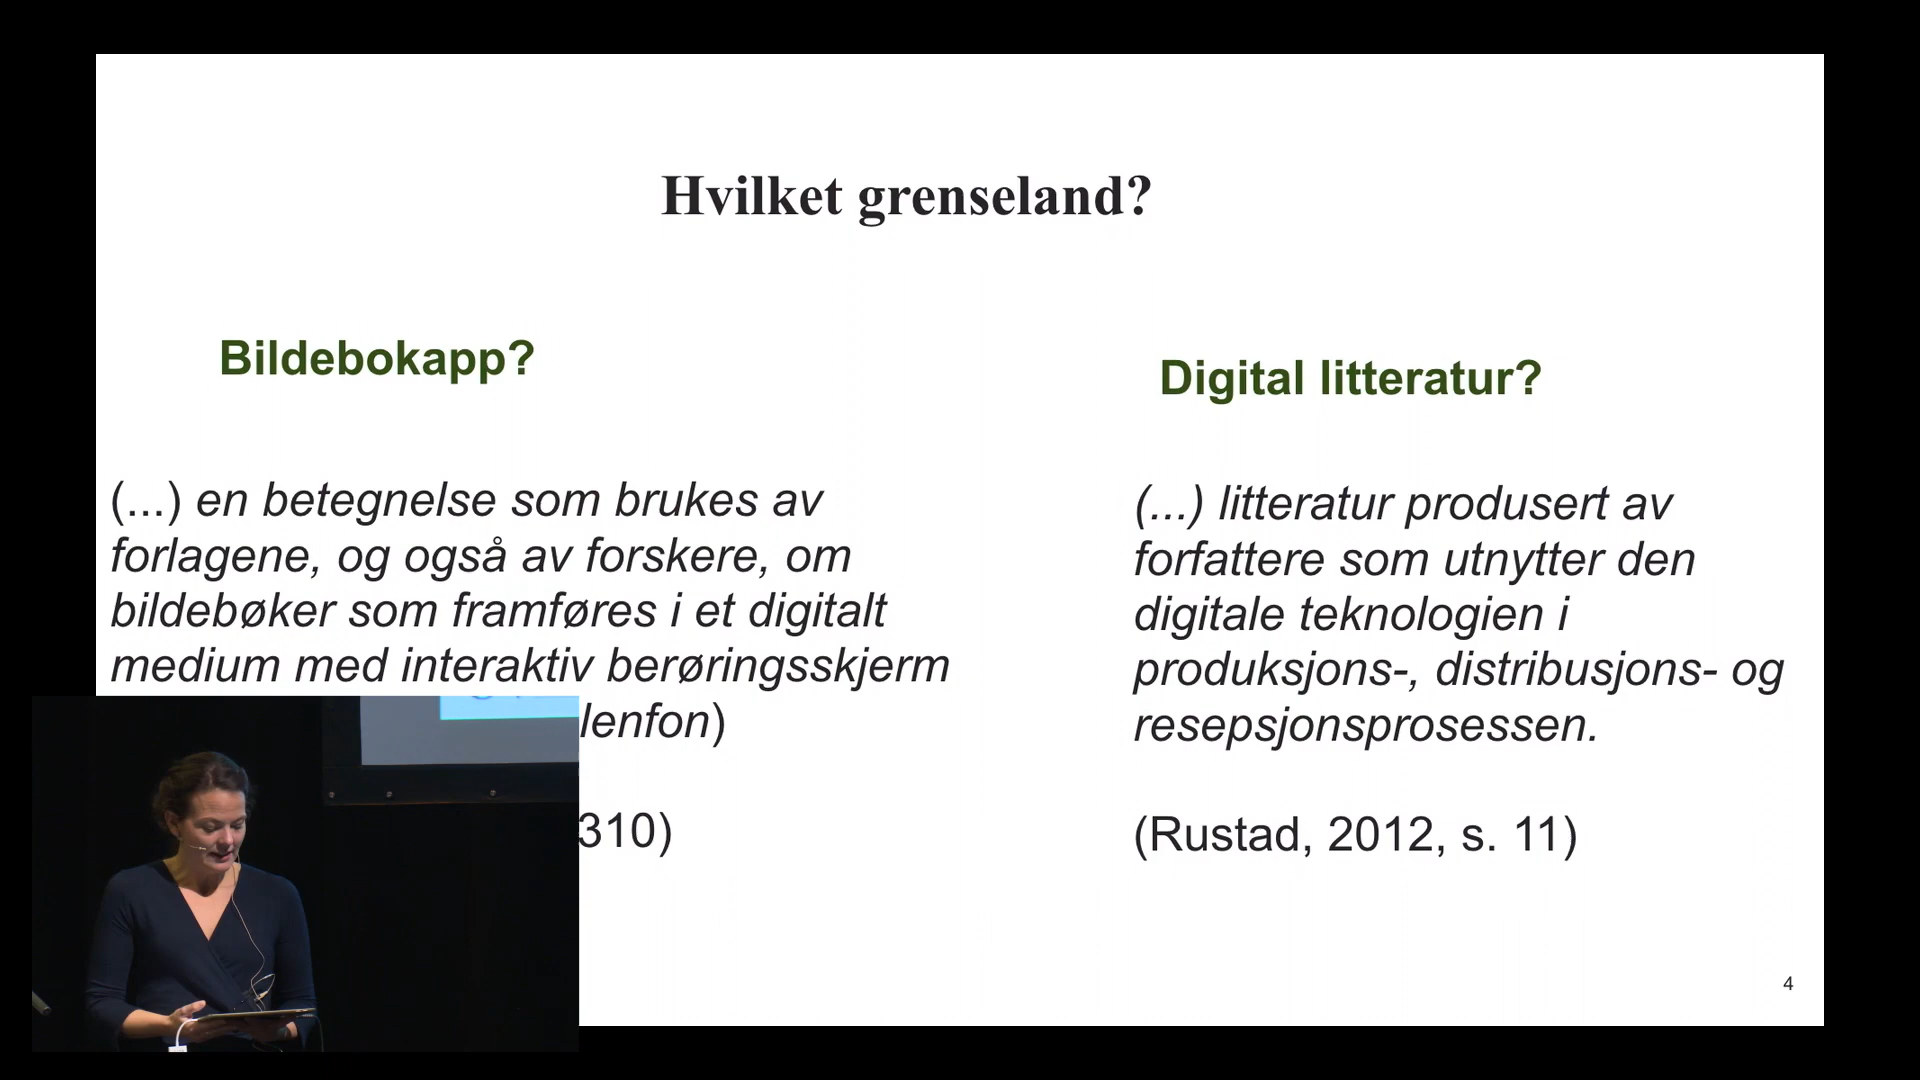 Hvilket grenseland?
Bildebokapp?
(...) en betegnelse som brukes av
forlagene, og også av forskere, om
bildebøker som framføres i et digitalt
medium med interaktiv berøringsskjerm
lenfon)
310)
Digital litteratur?
(...) litteratur produsert av
forfattere som utnytter den
digitale teknologien i
produksjons-, distribusjons- og
resepsjonsprosessen.
(Rustad, 2012, s. 11)
4